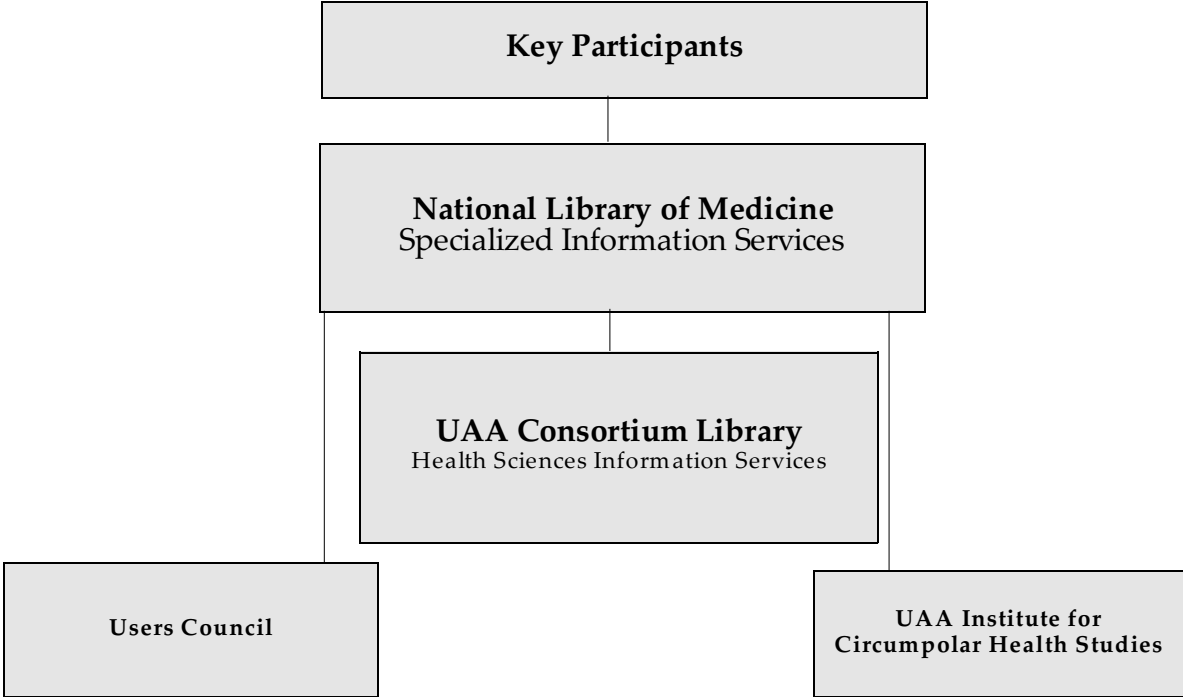 Key Participants
National Library of Medicine
Specialized Information Services
UAA Consortium Library
Health Sciences Information Services
Users Council
UAA Institute for
Circumpolar Health Studies